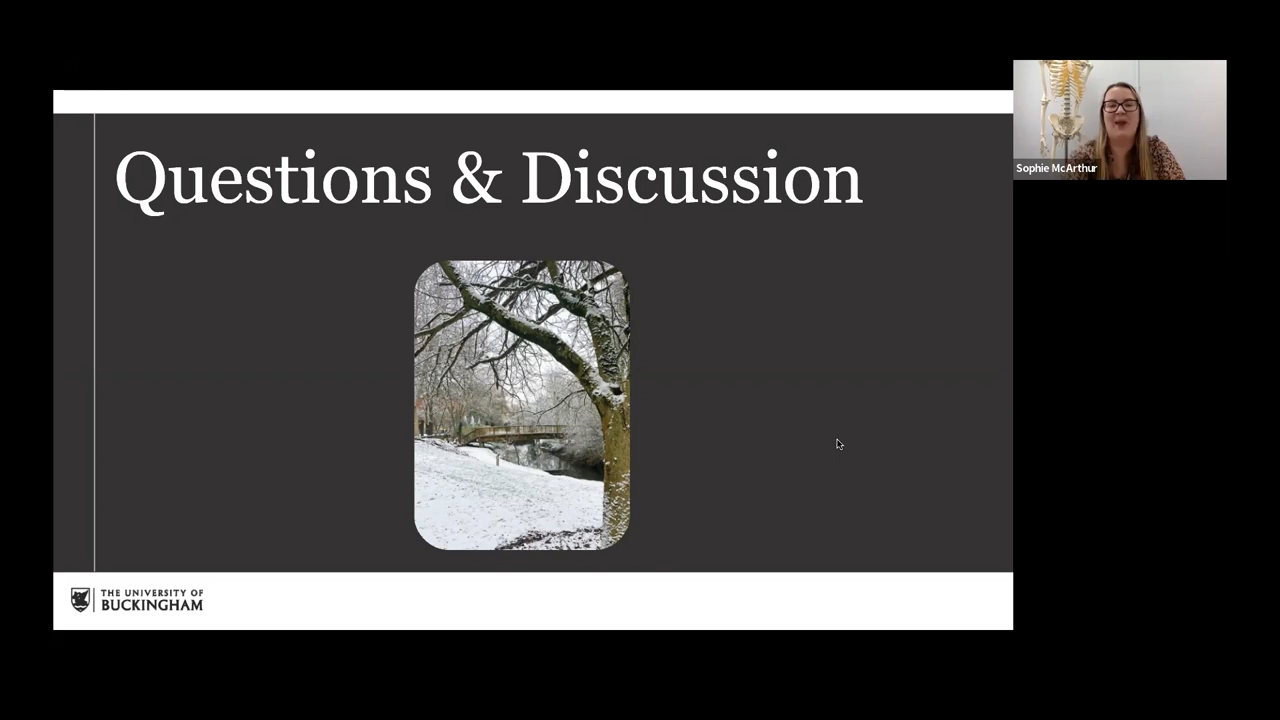 Questions & Discussion
Sophie McArthur
THE UNIVERSITY OF
BUCKINGHAM